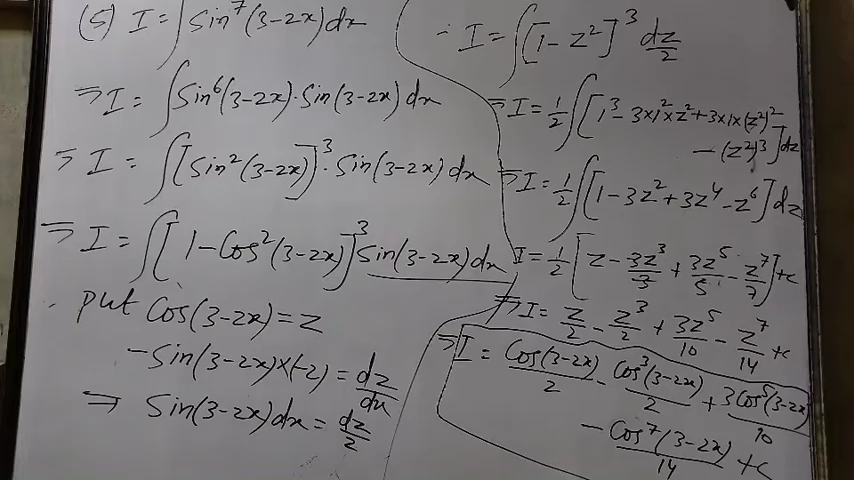 (5) I = ∫ Sin⁷(3-2x)dx
⇒ I = ∫ Sin⁶(3-2x)·Sin(3-2x)dx
⇒ I = ∫ [Sin²(3-2x)]³·Sin(3-2x)dx
⇒ I = ∫ [1-Cos²(3-2x)]³ Sin(3-2x)dx
put Cos(3-2x) = z
-Sin(3-2x)×(-2) = dz/dx
⇒ Sin(3-2x)dx = dz/2
∴ I = ∫ [1-z²]³ dz/2
⇒ I = 1/2 ∫ [1³ - 3×1²×z² + 3×1×(z²)²
- (z²)³] dz
⇒ I = 1/2 ∫ [1-3z²+3z⁴-z⁶] dz
I = 1/2 [z - 3z³/3 + 3z⁵/5 - z⁷/7] + c
⇒ I = z/2 - z³/2 + 3z⁵/10 - z⁷/14 + c
⇒ I = Cos(3-2x)/2 - Cos³(3-2x)/2 + 3Cos⁵(3-2x)/10
- Cos⁷(3-2x)/14 + c